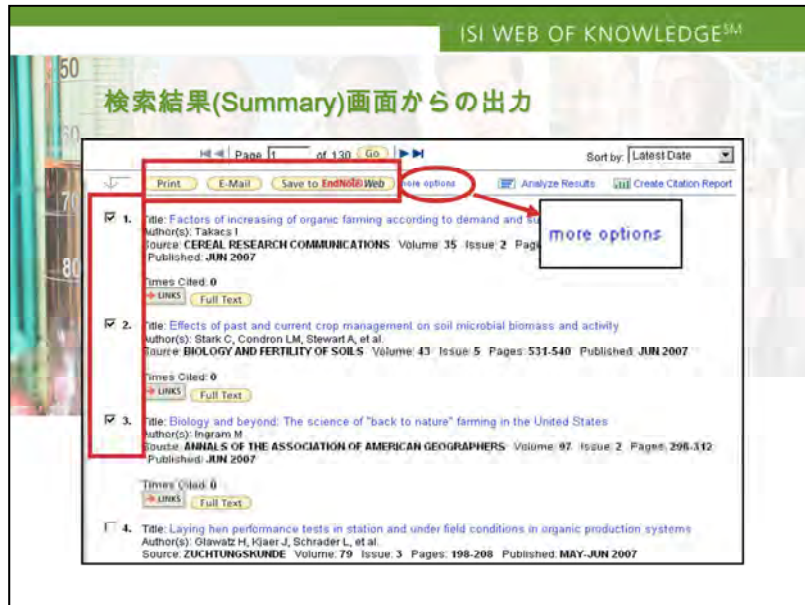 ISI WEB OF KNOWLEDGE℠
50
検索結果(Summary)画面からの出力
Page 1 of 130 Go
Sort by: Latest Date
Print E-Mail Save to EndNote Web more options Analyze Results Create Citation Report
70
1. Title: Factors of increasing of organic farming according to demand and
more options
Author(s): Takacs I
Source: CEREAL RESEARCH COMMUNICATIONS Volume: 35 Issue: 2
Published: JUN 2007
80
Times Cited: 0
LINKS Full Text
2. Title: Effects of past and current crop management on soil microbial biomass and activity
Author(s): Stark C, Condron LM, Stewart A, et al.
Source: BIOLOGY AND FERTILITY OF SOILS Volume: 43 Issue: 5 Pages: 531-540 Published: JUN 2007
Times Cited: 0
LINKS Full Text
3. Title: Biology and beyond: The science of "back to nature" farming in the United States
Author(s): Ingram M
Source: ANNALS OF THE ASSOCIATION OF AMERICAN GEOGRAPHERS Volume: 97 Issue: 2 Pages: 298-312
Published: JUN 2007
Times Cited: 0
LINKS Full Text
4. Title: Laying hen performance tests in station and under field conditions in organic production systems
Author(s): Glawatz H, Kjaer J, Schrader L, et al.
Source: ZUCHTUNGSKUNDE Volume: 79 Issue: 3 Pages: 198-208 Published: MAY-JUN 2007